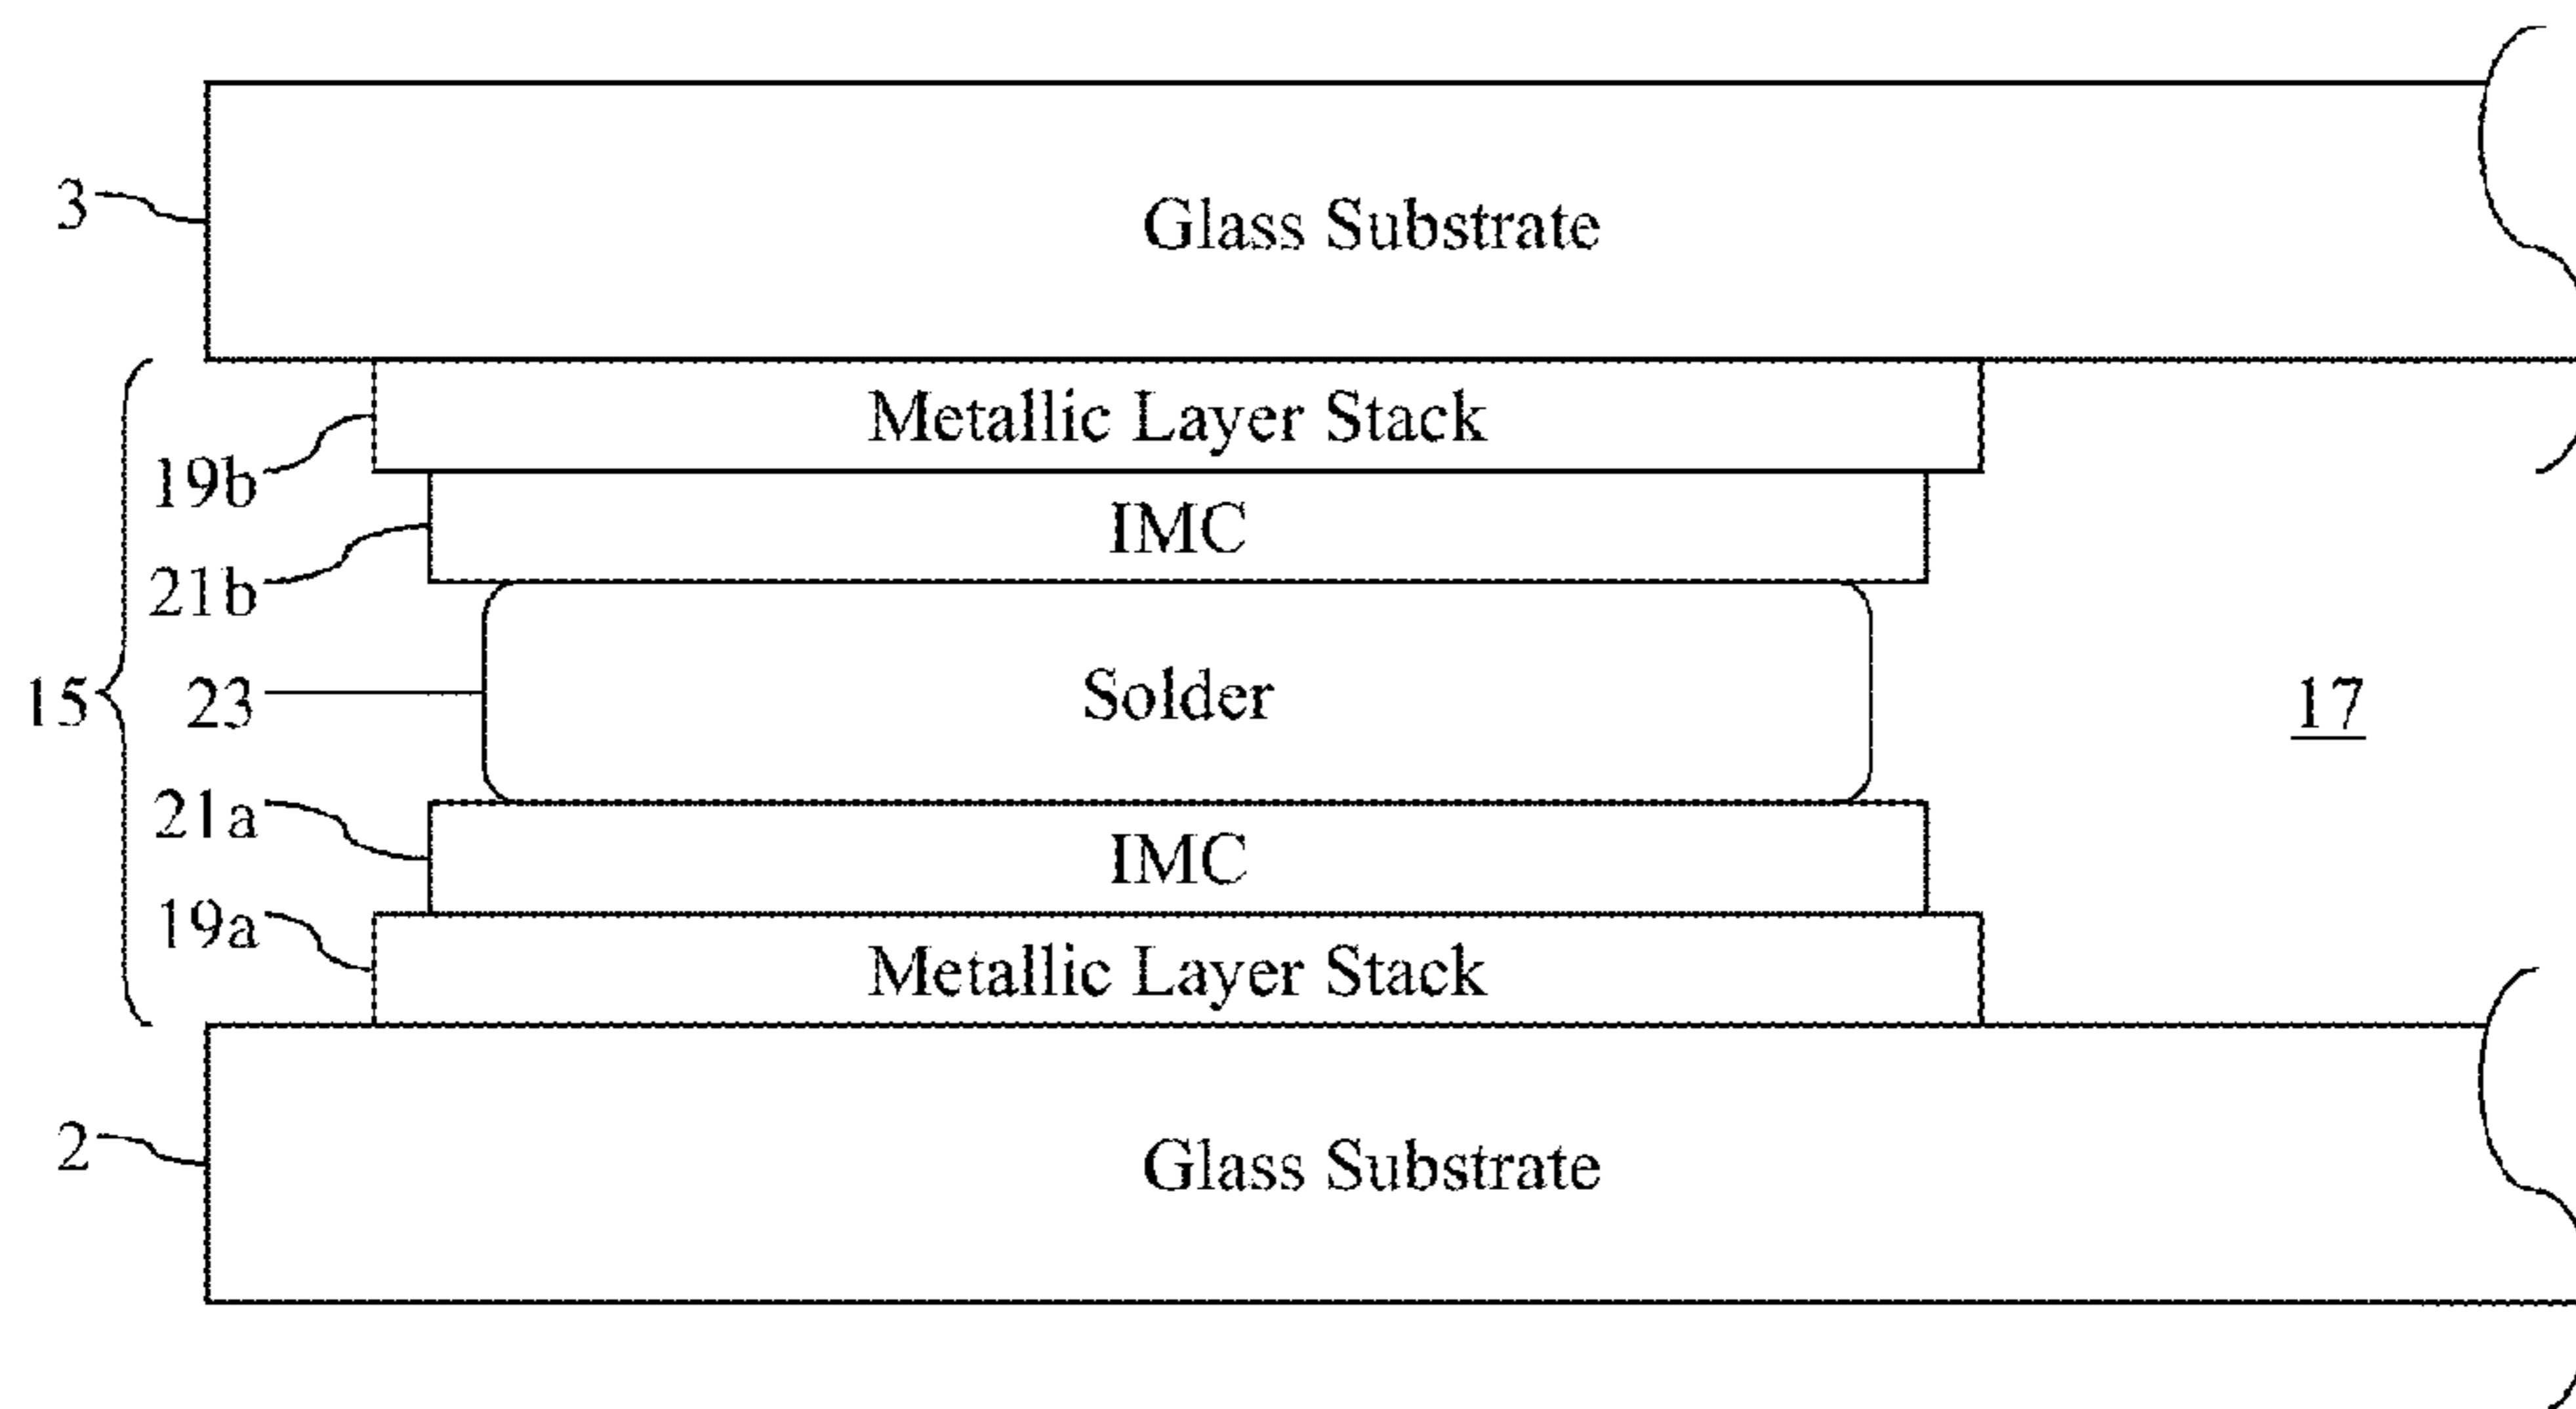 3
Glass Substrate
Metallic Layer Stack
19b
IMC
21b
15
23
Solder
17
21a
IMC
19a
Metallic Layer Stack
2
Glass Substrate